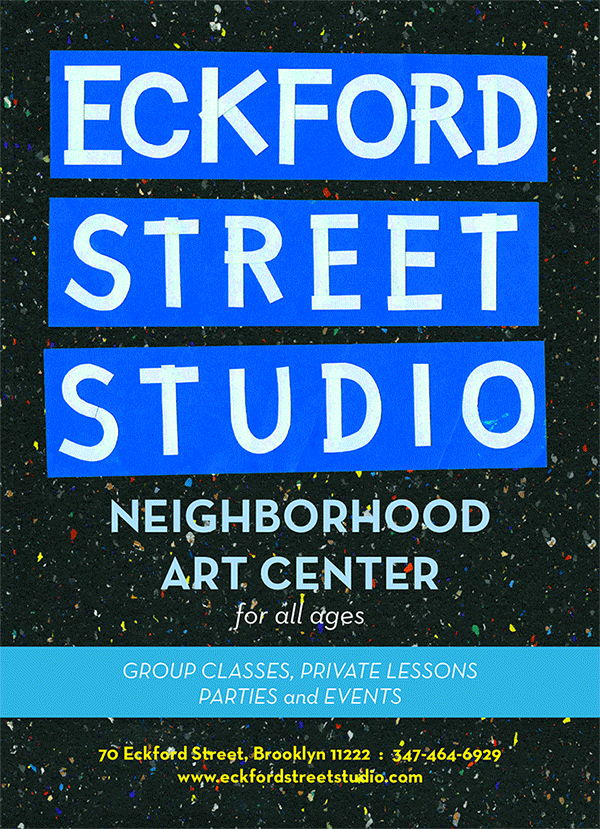 ECKFORD
STREET
STUDIO
NEIGHBORHOOD
ART CENTER
for all ages
GROUP CLASSES, PRIVATE LESSONS
PARTIES and EVENTS
70 Eckford Street, Brooklyn 11222 : 347-464-6929
www.eckfordstreetstudio.com